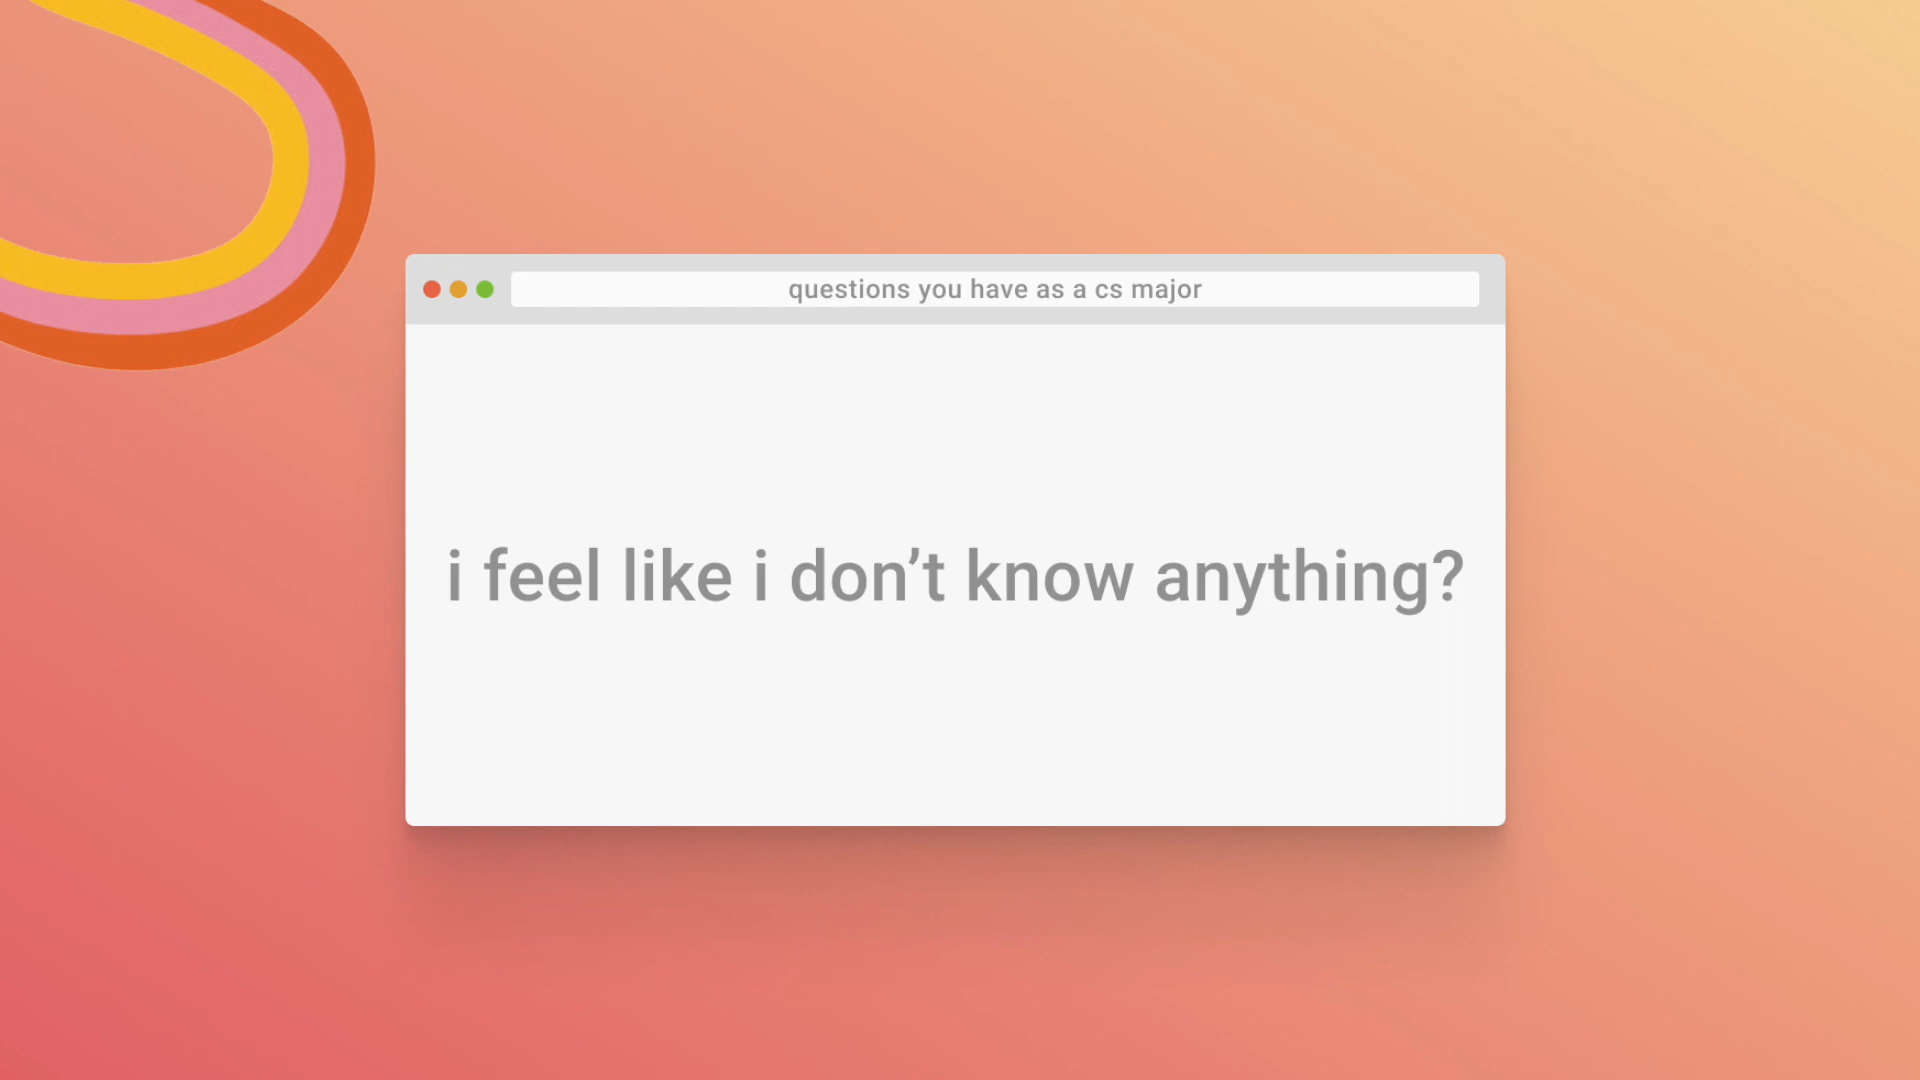 questions you have as a cs major
i feel like i don’t know anything?